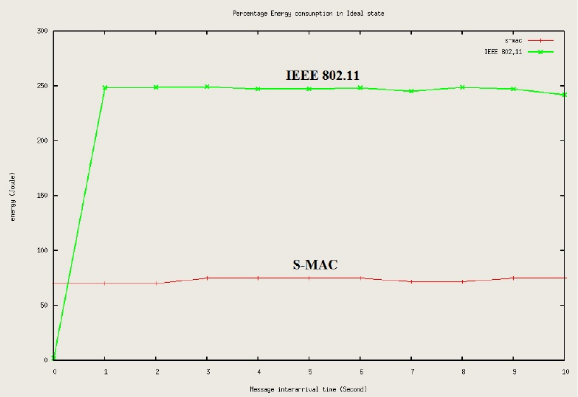 Percentage Energy consunption in Ideal state
300
s-mac
IEEE 802.11
IEEE 802.11
250
200
energy (Joule)
150
100
S-MAC
50
0
0 1 2 3 4 5 6 7 8 9 10
Message interarrival time (Second)